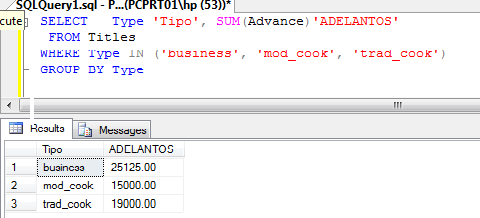 SQLQuery1.sql - P...(PCPRT01\hp (53))*
cute
SELECT Type 'Tipo', SUM(Advance)'ADELANTOS'
FROM Titles
WHERE Type IN ('business', 'mod_cook', 'trad_cook')
GROUP BY Type
Results Messages
Tipo ADELANTOS
1 business 25125.00
2 mod_cook 15000.00
3 trad_cook 19000.00